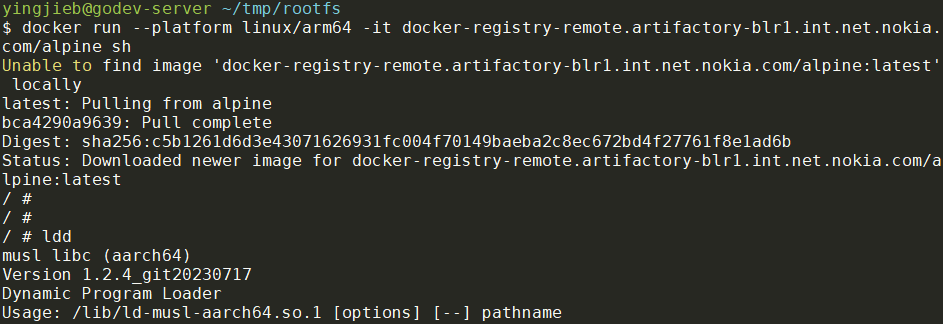 yingjieb@godev-server ~/tmp/rootfs
$ docker run --platform linux/arm64 -it docker-registry-remote.artifactory-blr1.int.net.nokia.
com/alpine sh
Unable to find image 'docker-registry-remote.artifactory-blr1.int.net.nokia.com/alpine:latest'
 locally
latest: Pulling from alpine
bca4290a9639: Pull complete
Digest: sha256:c5b1261d6d3e43071626931fc004f70149baeba2c8ec672bd4f27761f8e1ad6b
Status: Downloaded newer image for docker-registry-remote.artifactory-blr1.int.net.nokia.com/a
lpine:latest
/ #
/ #
/ # ldd
musl libc (aarch64)
Version 1.2.4_git20230717
Dynamic Program Loader
Usage: /lib/ld-musl-aarch64.so.1 [options] [--] pathname